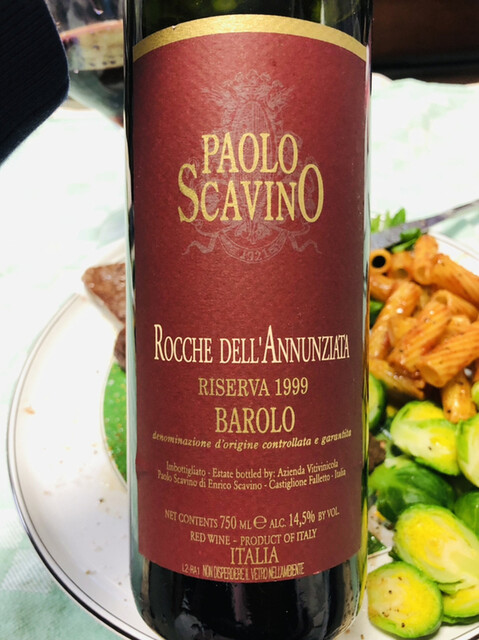 PAOLO
SCAVINO
1921
ROCCHE DELL'ANNUNZIATA
RISERVA 1999
BAROLO
denominazione d'origine controllata e garantita
Imbottigliato - Estate bottled by: Azienda Vitivinicola
Paolo Scavino di Enrico Scavino - Castiglione Falletto - Italia
NET CONTENTS 750 ML ℮ ALC. 14,5% BY VOL.
RED WINE - PRODUCT OF ITALY
ITALIA
NON DISPERDERE IL VETRO NELL'AMBIENTE